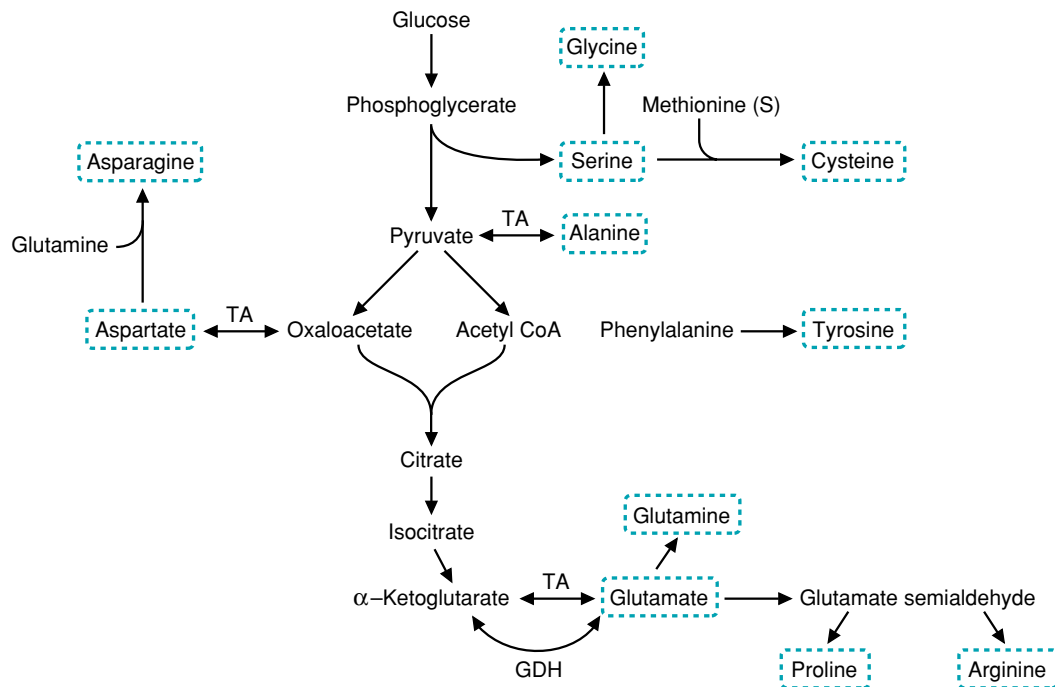 Glucose
Glycine
Phosphoglycerate
Methionine (S)
Asparagine
Serine
Cysteine
Glutamine
Pyruvate
TA
Alanine
Aspartate
TA
Oxaloacetate
Acetyl CoA
Phenylalanine
Tyrosine
Citrate
Isocitrate
Glutamine
α–Ketoglutarate
TA
Glutamate
Glutamate semialdehyde
GDH
Proline
Arginine